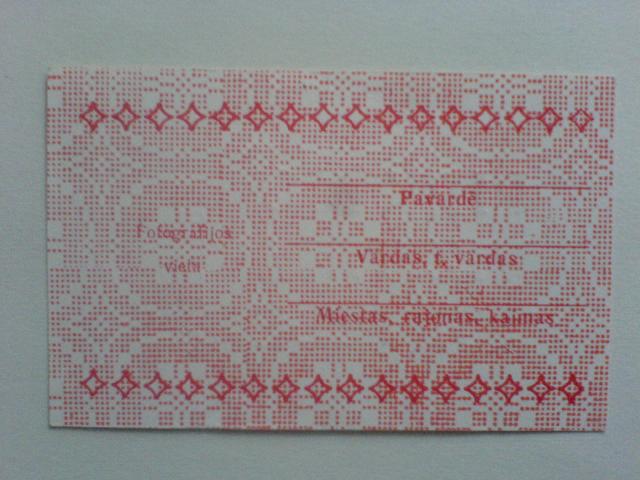 Fotografijos
vieta
Pavardė
Vardas, t. vardas
Miestas, rajonas, kaimas